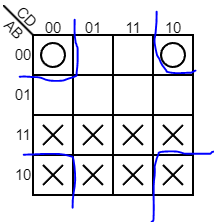 CD
AB
00 01 11 10
00 O O
01
11 X X X X
10 X X X X